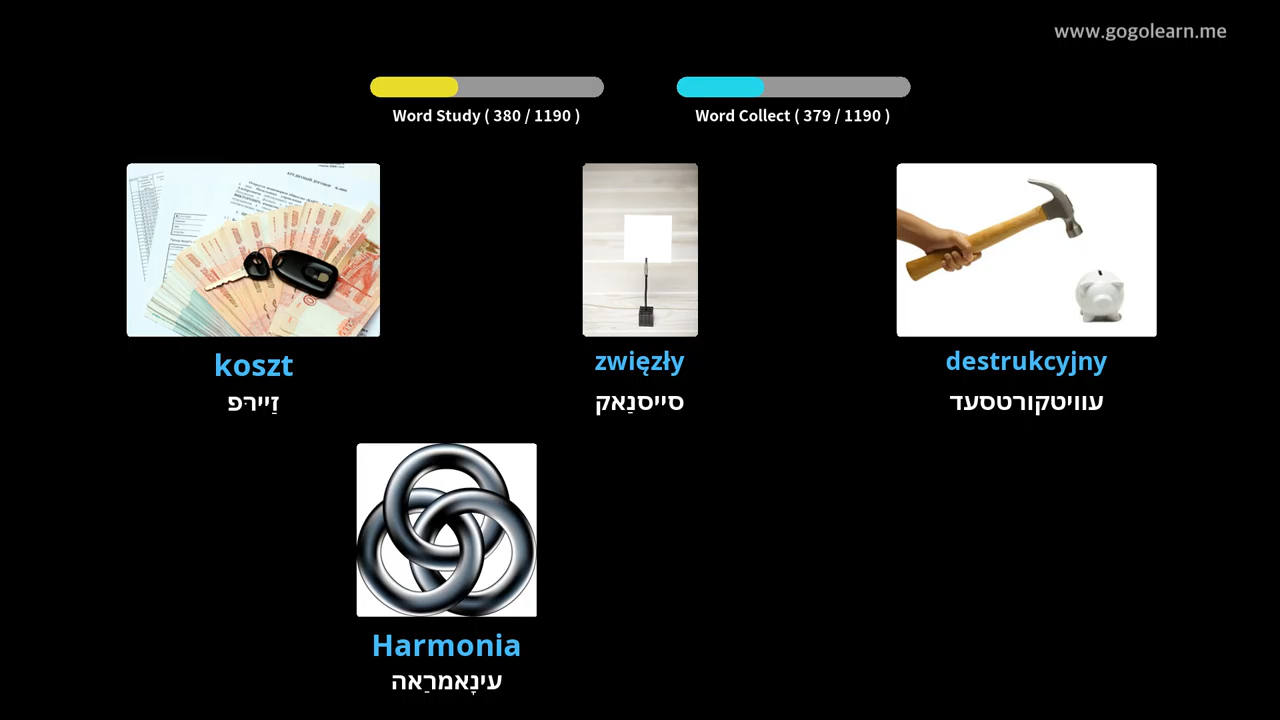 www.gogolearn.me
Word Study ( 380 / 1190 )
Word Collect ( 379 / 1190 )
koszt
זַיירּפ
zwięzły
סייסנַאק
destrukcyjny
עוויטקורטסעד
Harmonia
עינָאמרַאה